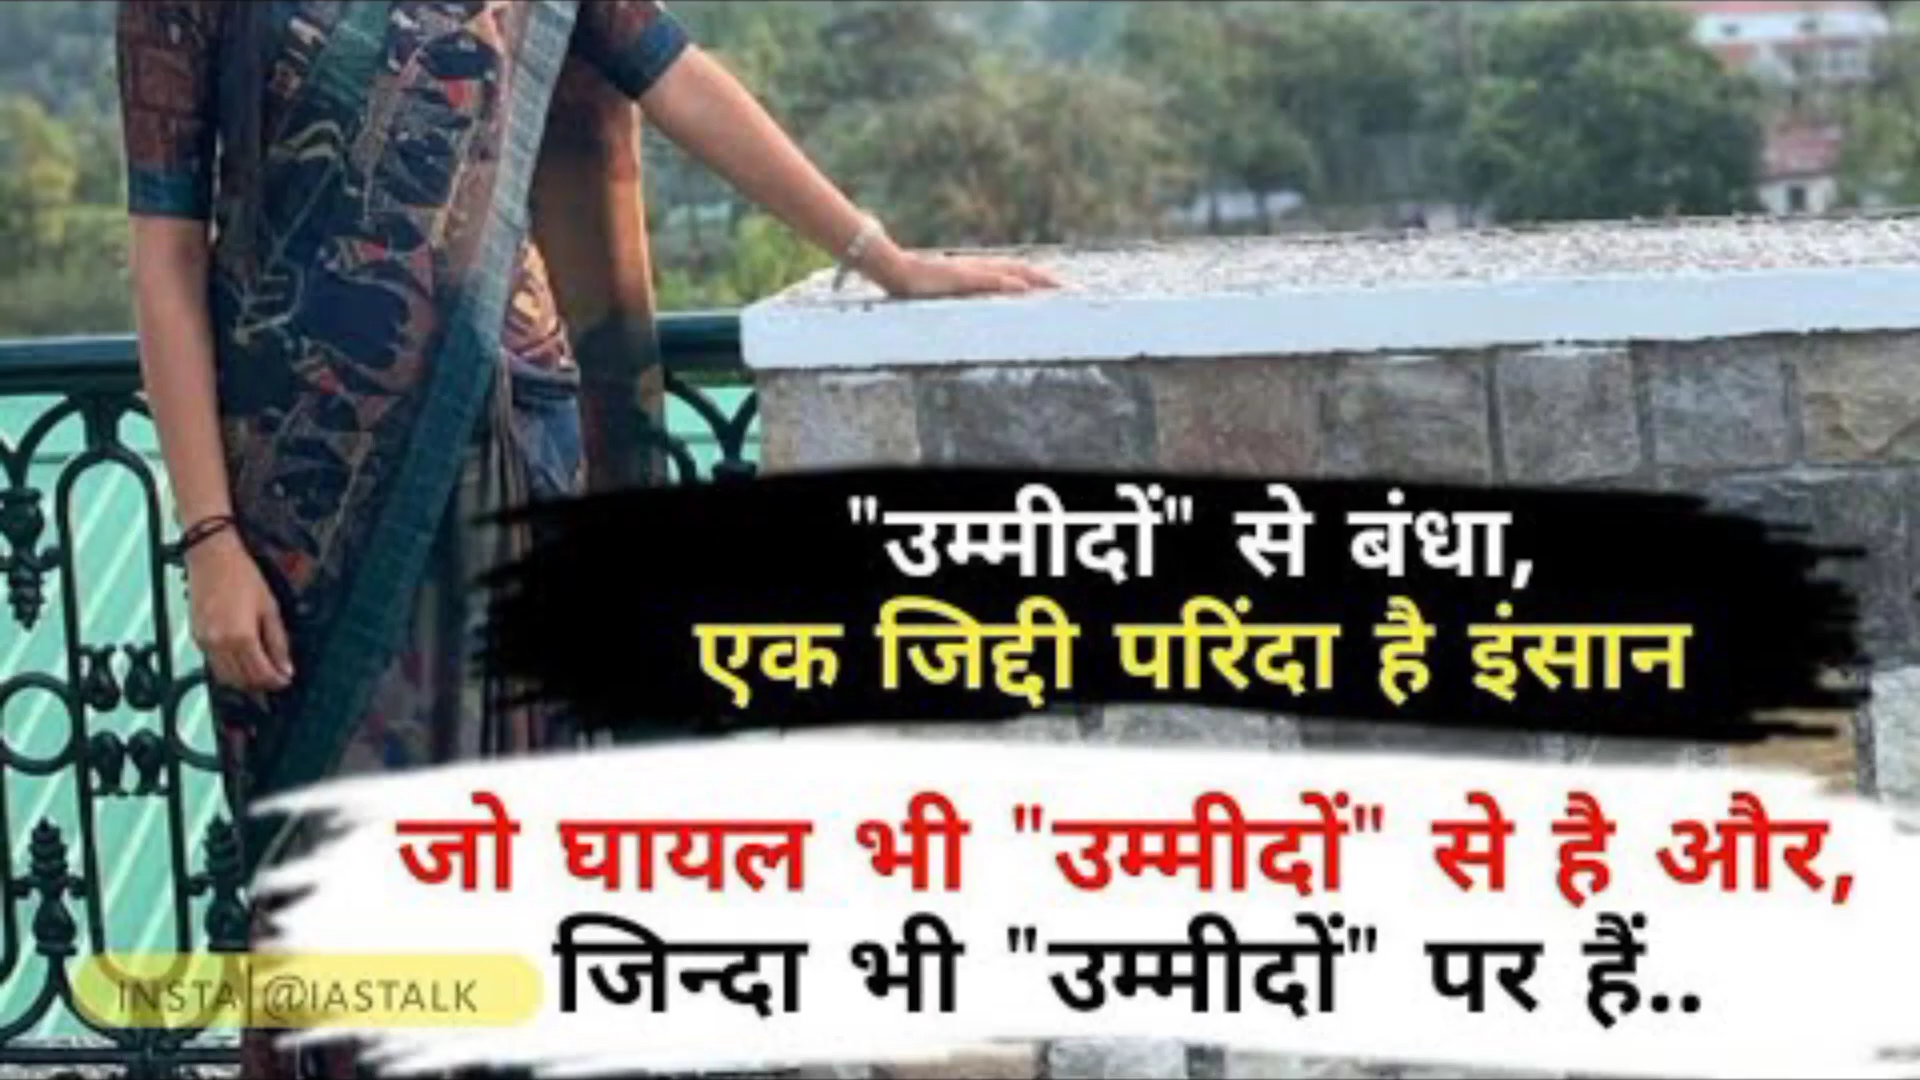 "उम्मीदों" से बंधा,
एक जिद्दी परिंदा है इंसान
जो घायल भी "उम्मीदों" से है और,
जिन्दा भी "उम्मीदों" पर हैं..
INSTA|@IASTALK